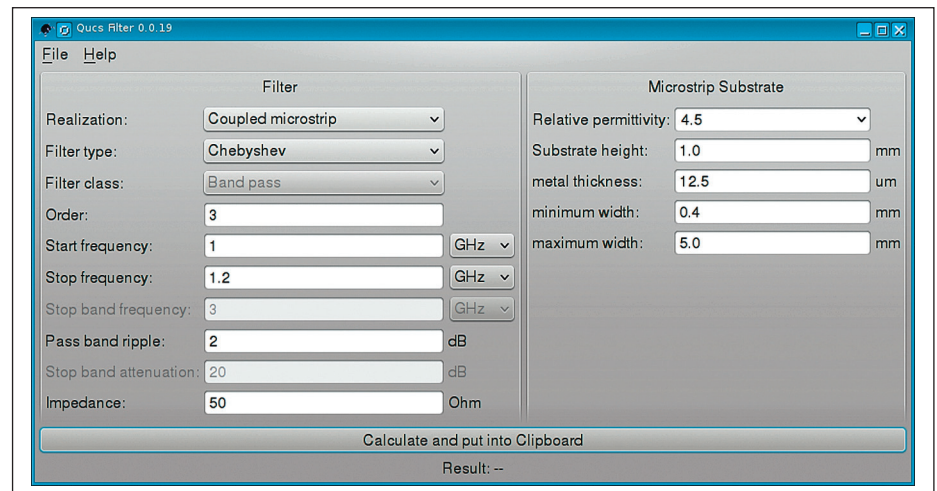 Qucs Filter 0.0.19
File Help
Filter
Realization: Coupled microstrip
Filter type: Chebyshev
Filter class: Band pass
Order: 3
Start frequency: 1 GHz
Stop frequency: 1.2 GHz
Stop band frequency: 3 GHz
Pass band ripple: 2 dB
Stop band attenuation: 20 dB
Impedance: 50 Ohm
Microstrip Substrate
Relative permittivity: 4.5
Substrate height: 1.0 mm
metal thickness: 12.5 um
minimum width: 0.4 mm
maximum width: 5.0 mm
Calculate and put into Clipboard
Result: --